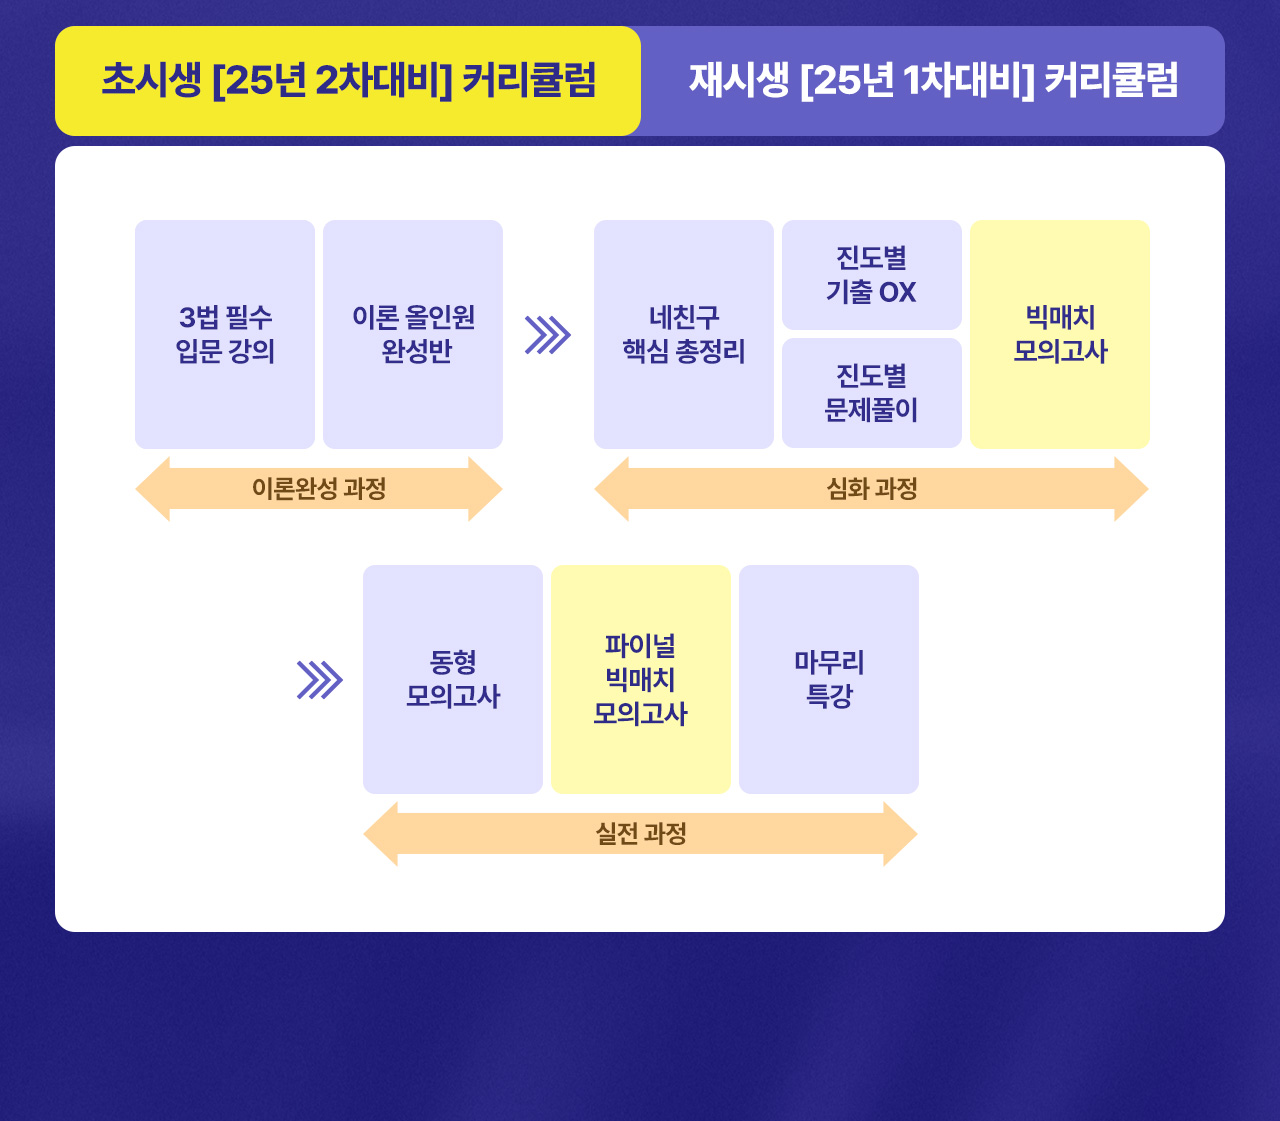 초시생 [25년 2차대비] 커리큘럼
재시생 [25년 1차대비] 커리큘럼
3법 필수
입문 강의
이론 올인원
완성반
네친구
핵심 총정리
진도별
기출 OX
진도별
문제풀이
빅매치
모의고사
이론완성 과정
심화 과정
동형
모의고사
파이널
빅매치
모의고사
마무리
특강
실전 과정